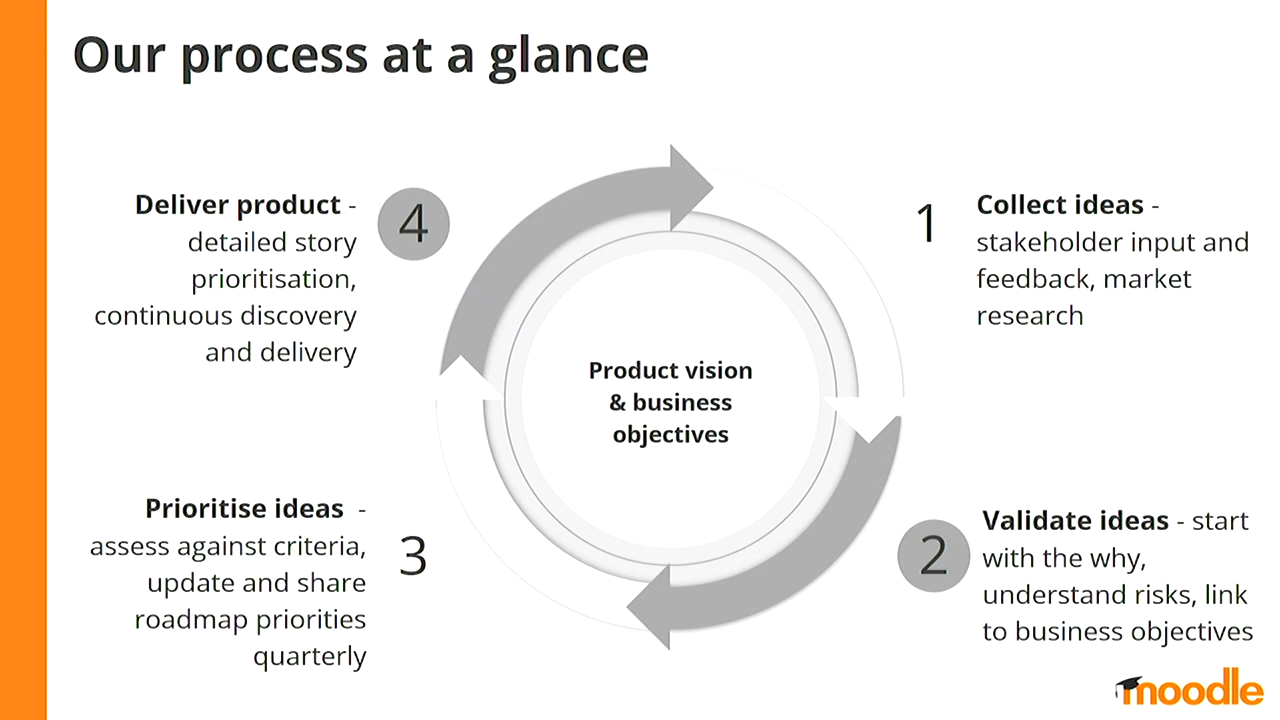 Our process at a glance
1
Collect ideas -
stakeholder input and
feedback, market
research
2
Validate ideas - start
with the why,
understand risks, link
to business objectives
3
Prioritise ideas -
assess against criteria,
update and share
roadmap priorities
quarterly
4
Deliver product -
detailed story
prioritisation,
continuous discovery
and delivery
Product vision
& business
objectives
moodle